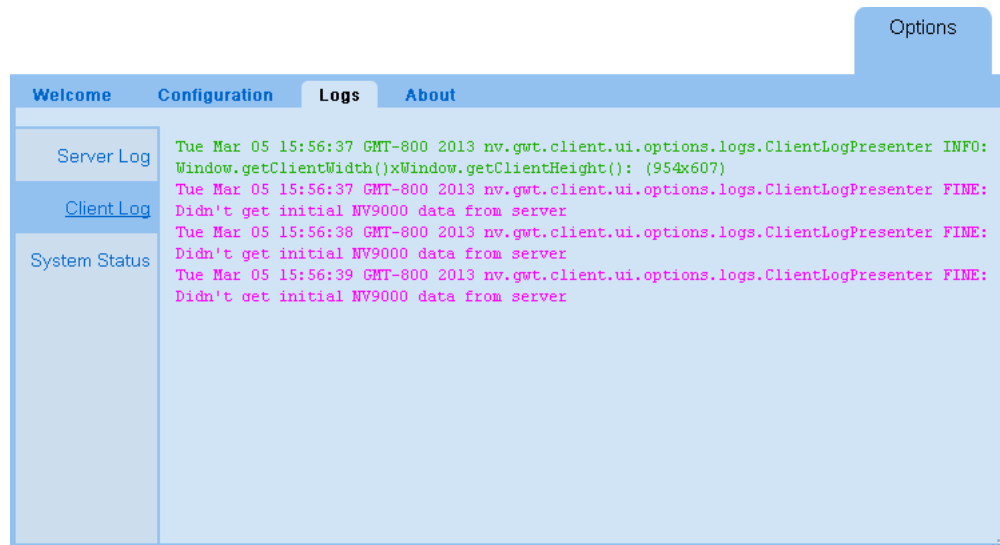 Options
Welcome Configuration Logs About
Server Log
Client Log
System Status
Tue Mar 05 15:56:37 GMT-800 2013 nv.gwt.client.ui.options.logs.ClientLogPresenter INFO:
Window.getClientWidth()xWindow.getClientHeight(): (954x607)
Tue Mar 05 15:56:37 GMT-800 2013 nv.gwt.client.ui.options.logs.ClientLogPresenter FINE:
Didn't get initial NV9000 data from server
Tue Mar 05 15:56:38 GMT-800 2013 nv.gwt.client.ui.options.logs.ClientLogPresenter FINE:
Didn't get initial NV9000 data from server
Tue Mar 05 15:56:39 GMT-800 2013 nv.gwt.client.ui.options.logs.ClientLogPresenter FINE:
Didn't get initial NV9000 data from server